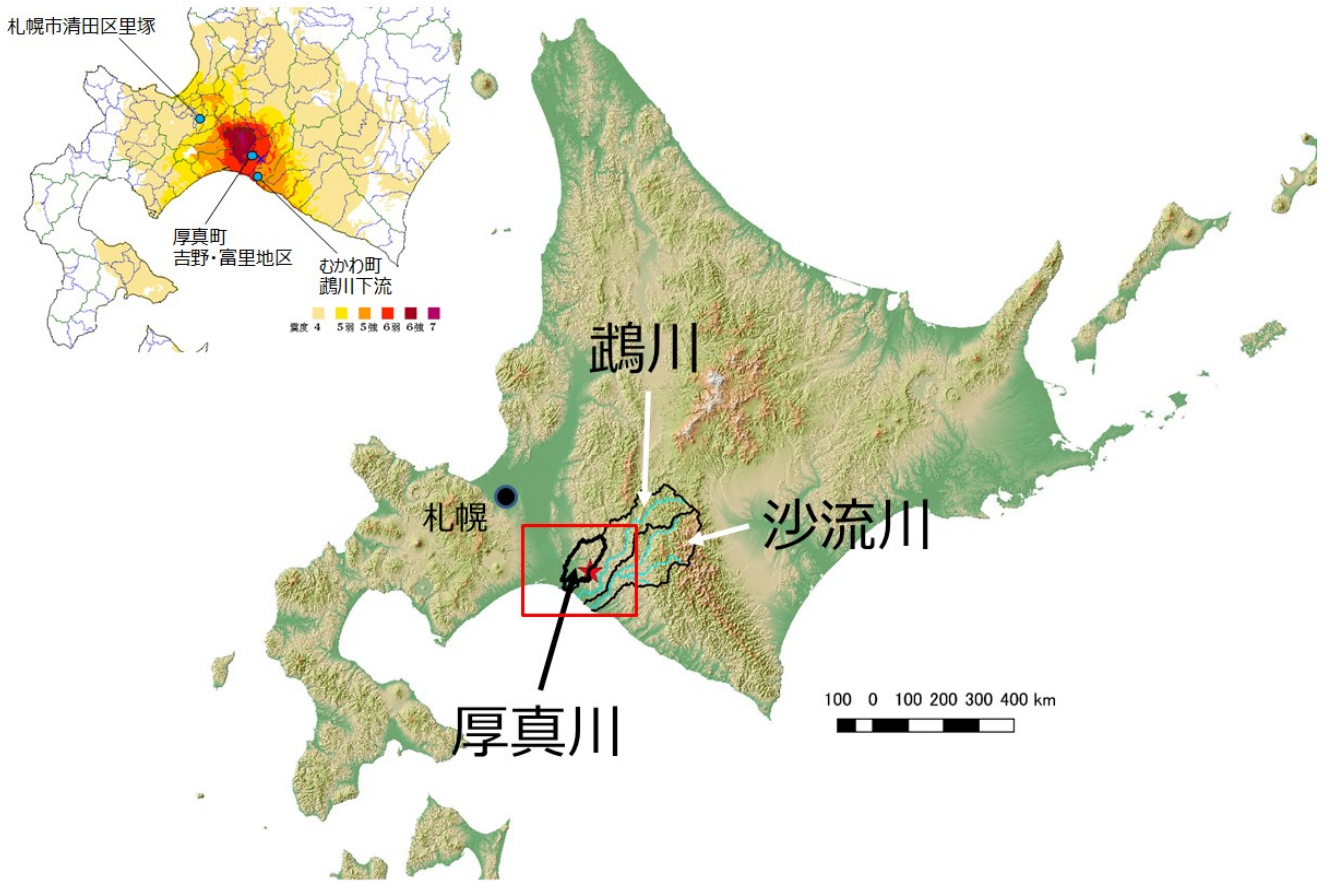 札幌市清田区里塚
厚真町
吉野・富里地区
むかわ町
鵡川下流
震度 4 5弱 5強 6弱 6強 7
鵡川
札幌
沙流川
厚真川
100 0 100 200 300 400 km